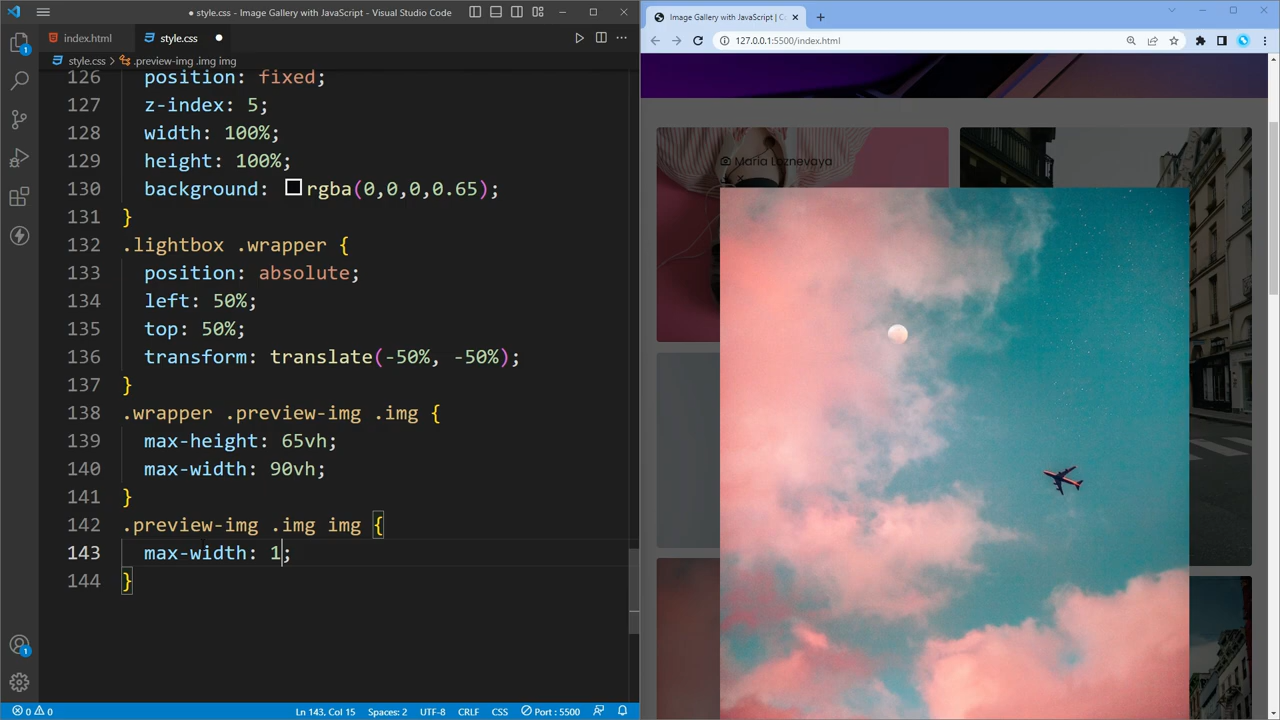 ● style.css - Image Gallery with JavaScript - Visual Studio Code
index.html
style.css ●
style.css > .preview-img .img img
126 position: fixed;
127 z-index: 5;
128 width: 100%;
129 height: 100%;
130 background: rgba(0,0,0,0.65);
131 }
132 .lightbox .wrapper {
133 position: absolute;
134 left: 50%;
135 top: 50%;
136 transform: translate(-50%, -50%);
137 }
138 .wrapper .preview-img .img {
139 max-height: 65vh;
140 max-width: 90vh;
141 }
142 .preview-img .img img {
143 max-width: 1;
144 }
1
1
0 0
Ln 143, Col 15
Spaces: 2
UTF-8
CRLF
CSS
Port : 5500
Image Gallery with JavaScript | C
127.0.0.1:5500/index.html
Maria Loznevaya